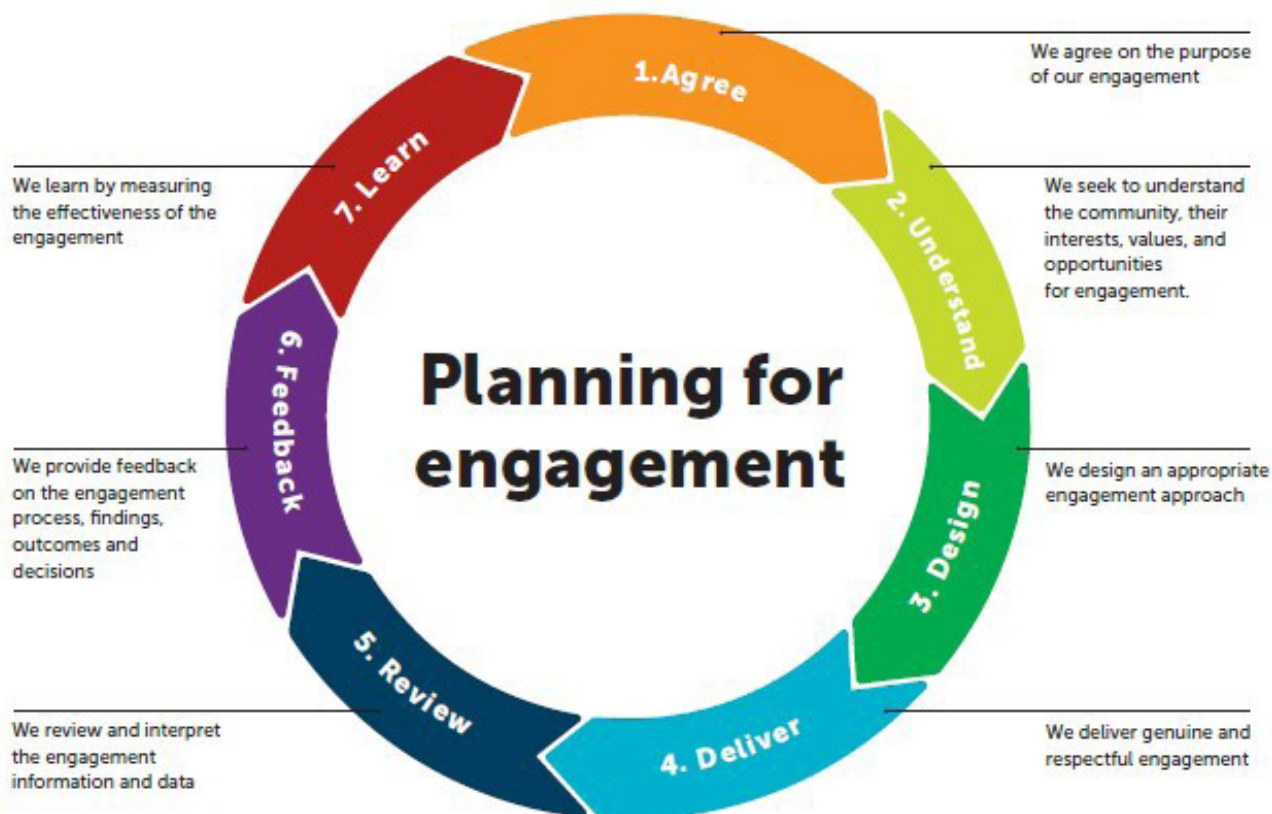 1. Agree
We agree on the purpose
of our engagement
2. Understand
We seek to understand
the community, their
interests, values, and
opportunities
for engagement.
3. Design
We design an appropriate
engagement approach
4. Deliver
We deliver genuine and
respectful engagement
5. Review
We review and interpret
the engagement
information and data
6. Feedback
We provide feedback
on the engagement
process, findings,
outcomes and
decisions
7. Learn
We learn by measuring
the effectiveness of the
engagement
Planning for
engagement